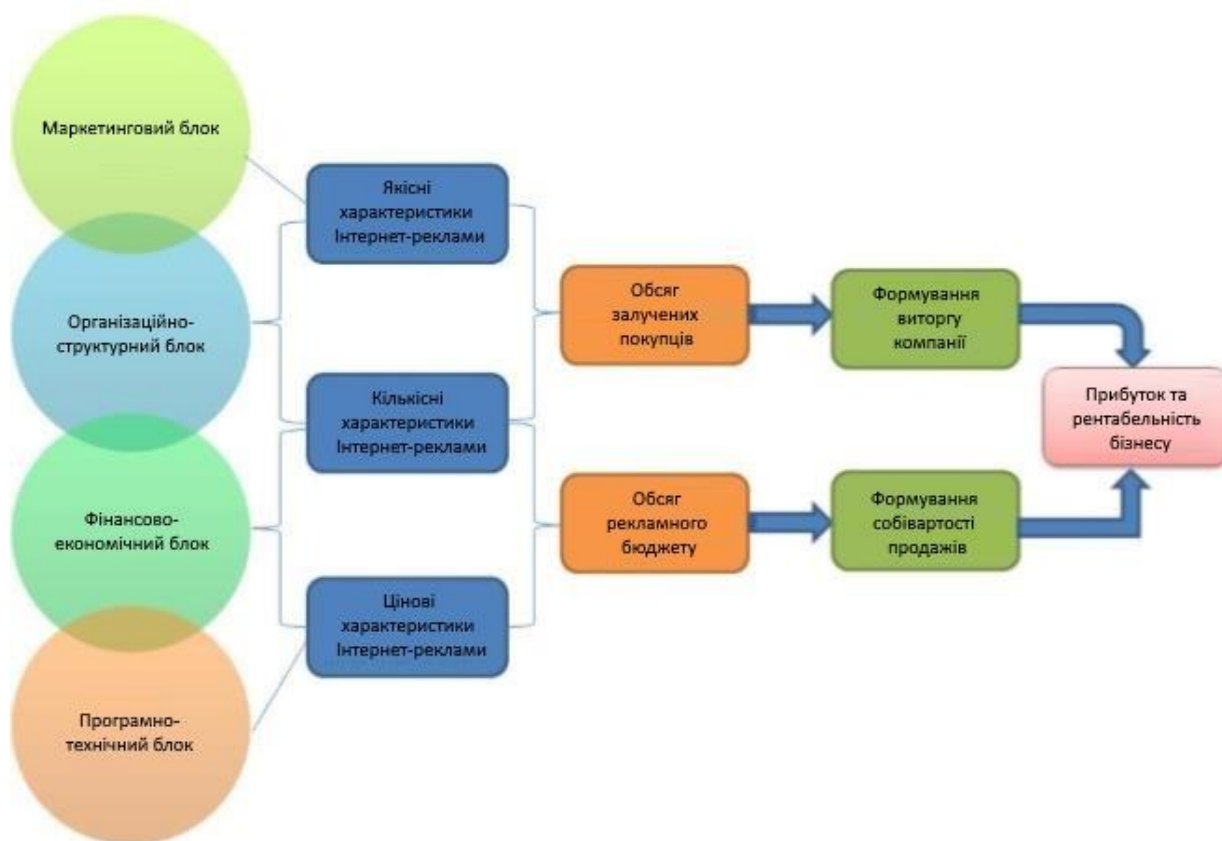 Маркетинговий блок
Організаційно-
структурний блок
Фінансово-
економічний блок
Програмно-
технічний блок
Якісні
характеристики
Інтернет-реклами
Кількісні
характеристики
Інтернет-реклами
Цінові
характеристики
Інтернет-реклами
Обсяг
залучених
покупців
Обсяг
рекламного
бюджету
Формування
виторгу
компанії
Формування
собівартості
продажів
Прибуток та
рентабельність
бізнесу